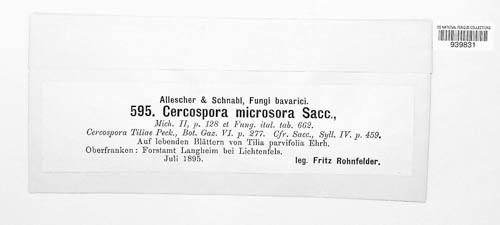 US NATIONAL FUNGUS COLLECTIONS
939831
Allescher & Schnabl, Fungi bavarici.
595. Cercospora microsora Sacc.,
Mich. II, p. 128 et Fung. ital. tab. 662.
Cercospora Tiliae Peck., Bot. Gaz. VI. p. 277. Cfr. Sacc., Syll. IV. p. 459.
Auf lebenden Blättern von Tilia parvifolia Ehrh.
Oberfranken: Forstamt Langheim bei Lichtenfels.
Juli 1895. leg. Fritz Rohnfelder.